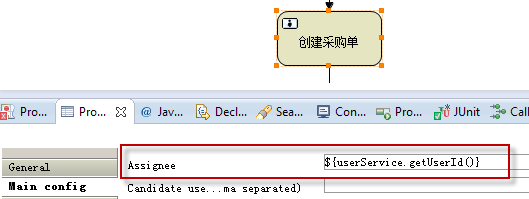 创建采购单
Pro...
Pro...
@ Jav...
Decl...
Sea...
Con...
Pro...
JUnit
Call
General
Assignee
${userService.getUserId()}
Main config
Candidate use...ma separated)